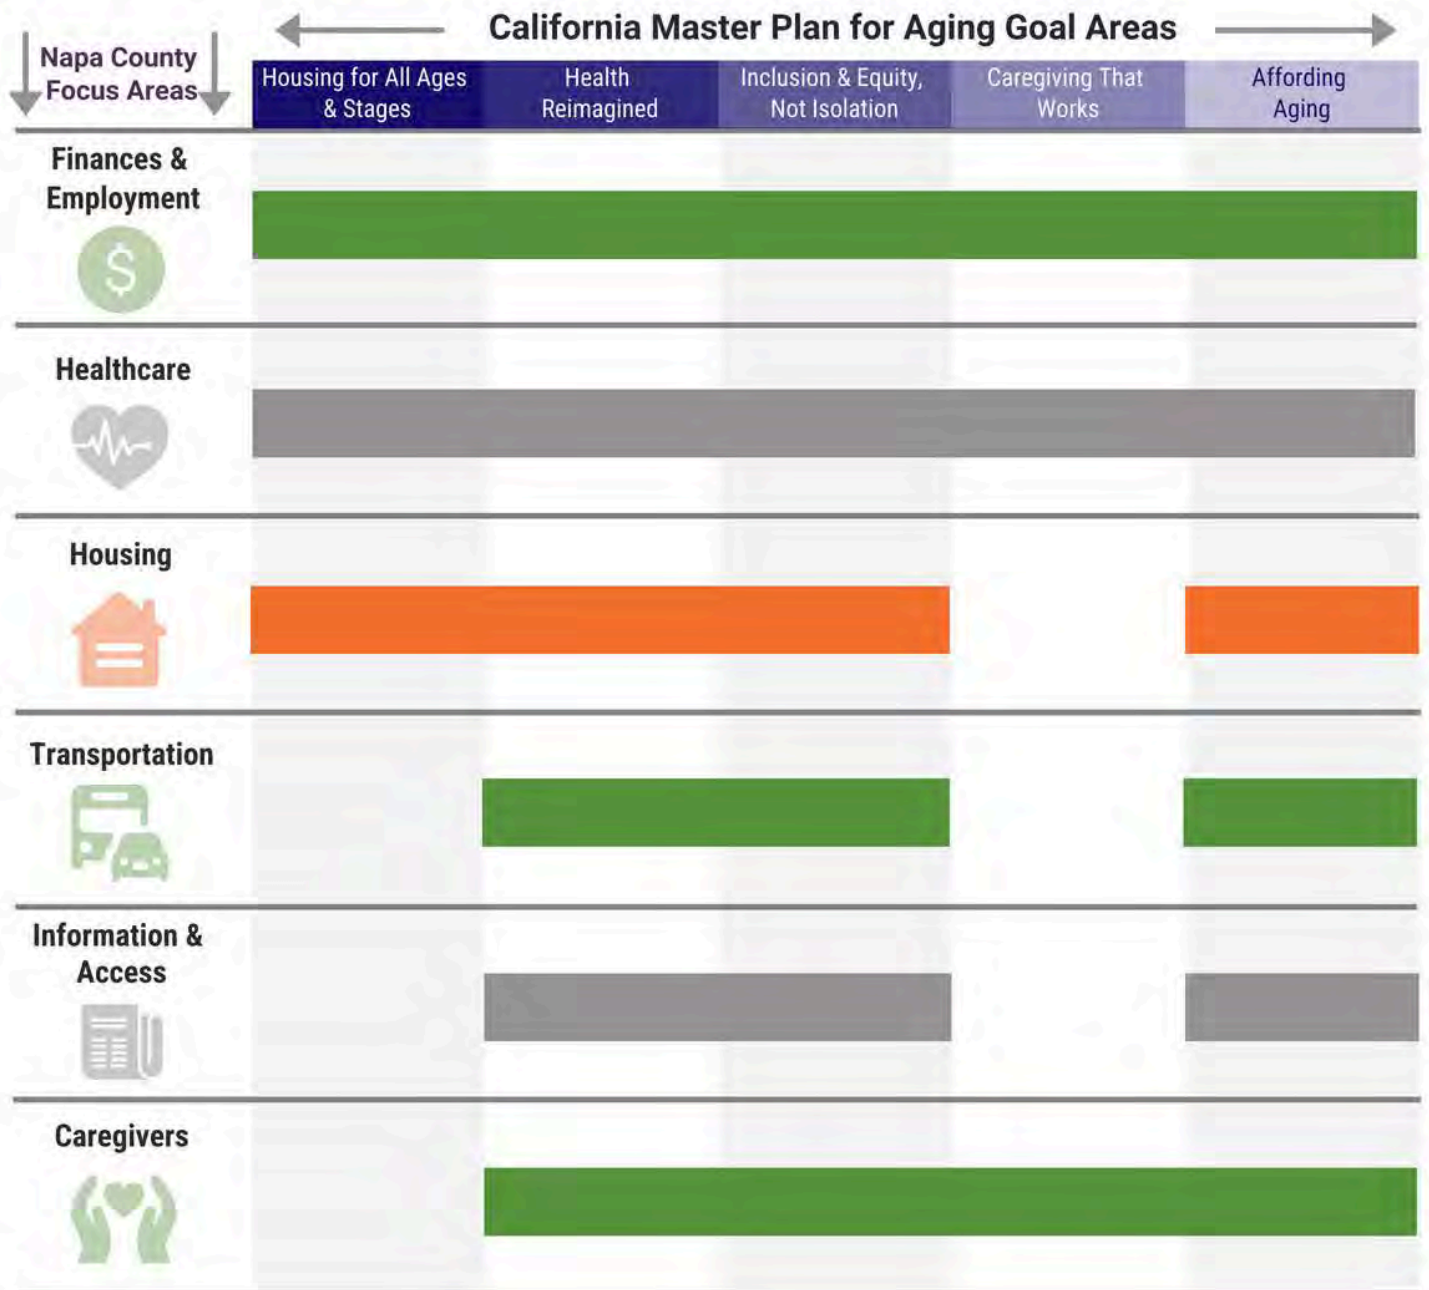 California Master Plan for Aging Goal Areas
Napa County
Focus Areas
Housing for All Ages
& Stages
Health
Reimagined
Inclusion & Equity,
Not Isolation
Caregiving That
Works
Affording
Aging
Finances &
Employment
$
Healthcare
Housing
Transportation
Information &
Access
Caregivers